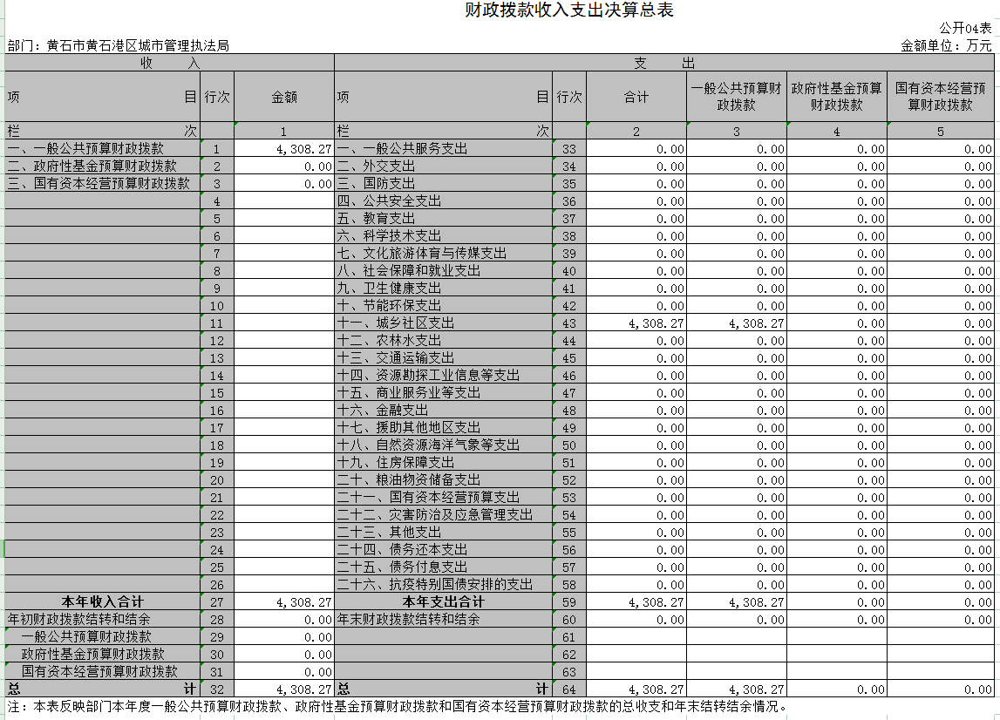 财政拨款收入支出决算总表
公开04表
部门：黄石市黄石港区城市管理执法局 金额单位：万元
收 入 支 出
项 目 行次 金额 项 目 行次 合计 一般公共预算财政拨款 政府性基金预算财政拨款 国有资本经营预算财政拨款
栏 次 1 栏 次 2 3 4 5
一、一般公共预算财政拨款 1 4,308.27 一、一般公共服务支出 33 0.00 0.00 0.00 0.00
二、政府性基金预算财政拨款 2 0.00 二、外交支出 34 0.00 0.00 0.00 0.00
三、国有资本经营预算财政拨款 3 0.00 三、国防支出 35 0.00 0.00 0.00 0.00
4 四、公共安全支出 36 0.00 0.00 0.00 0.00
5 五、教育支出 37 0.00 0.00 0.00 0.00
6 六、科学技术支出 38 0.00 0.00 0.00 0.00
7 七、文化旅游体育与传媒支出 39 0.00 0.00 0.00 0.00
8 八、社会保障和就业支出 40 0.00 0.00 0.00 0.00
9 九、卫生健康支出 41 0.00 0.00 0.00 0.00
10 十、节能环保支出 42 0.00 0.00 0.00 0.00
11 十一、城乡社区支出 43 4,308.27 4,308.27 0.00 0.00
12 十二、农林水支出 44 0.00 0.00 0.00 0.00
13 十三、交通运输支出 45 0.00 0.00 0.00 0.00
14 十四、资源勘探工业信息等支出 46 0.00 0.00 0.00 0.00
15 十五、商业服务业等支出 47 0.00 0.00 0.00 0.00
16 十六、金融支出 48 0.00 0.00 0.00 0.00
17 十七、援助其他地区支出 49 0.00 0.00 0.00 0.00
18 十八、自然资源海洋气象等支出 50 0.00 0.00 0.00 0.00
19 十九、住房保障支出 51 0.00 0.00 0.00 0.00
20 二十、粮油物资储备支出 52 0.00 0.00 0.00 0.00
21 二十一、国有资本经营预算支出 53 0.00 0.00 0.00 0.00
22 二十二、灾害防治及应急管理支出 54 0.00 0.00 0.00 0.00
23 二十三、其他支出 55 0.00 0.00 0.00 0.00
24 二十四、债务还本支出 56 0.00 0.00 0.00 0.00
25 二十五、债务付息支出 57 0.00 0.00 0.00 0.00
26 二十六、抗疫特别国债安排的支出 58 0.00 0.00 0.00 0.00
本年收入合计 27 4,308.27 本年支出合计 59 4,308.27 4,308.27 0.00 0.00
年初财政拨款结转和结余 28 0.00 年末财政拨款结转和结余 60 0.00 0.00 0.00 0.00
一般公共预算财政拨款 29 0.00 61
政府性基金预算财政拨款 30 0.00 62
国有资本经营预算财政拨款 31 0.00 63
总 计 32 4,308.27 总 计 64 4,308.27 4,308.27 0.00 0.00
注：本表反映部门本年度一般公共预算财政拨款、政府性基金预算财政拨款和国有资本经营预算财政拨款的总收支和年末结转结余情况。